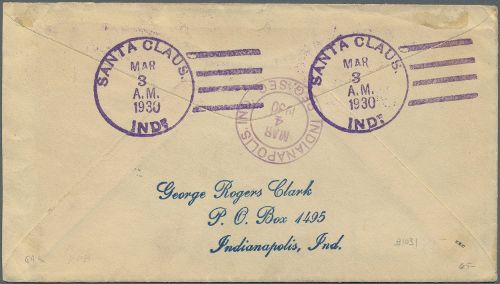 SANTA CLAUS.
MAR
3
A.M.
1930
IND.
SANTA CLAUS.
MAR
3
A.M.
1930
IND.
INDIANAPOLIS, IN
MAR
4
1930
George Rogers Clark
P. O. Box 1495
Indianapolis, Ind.